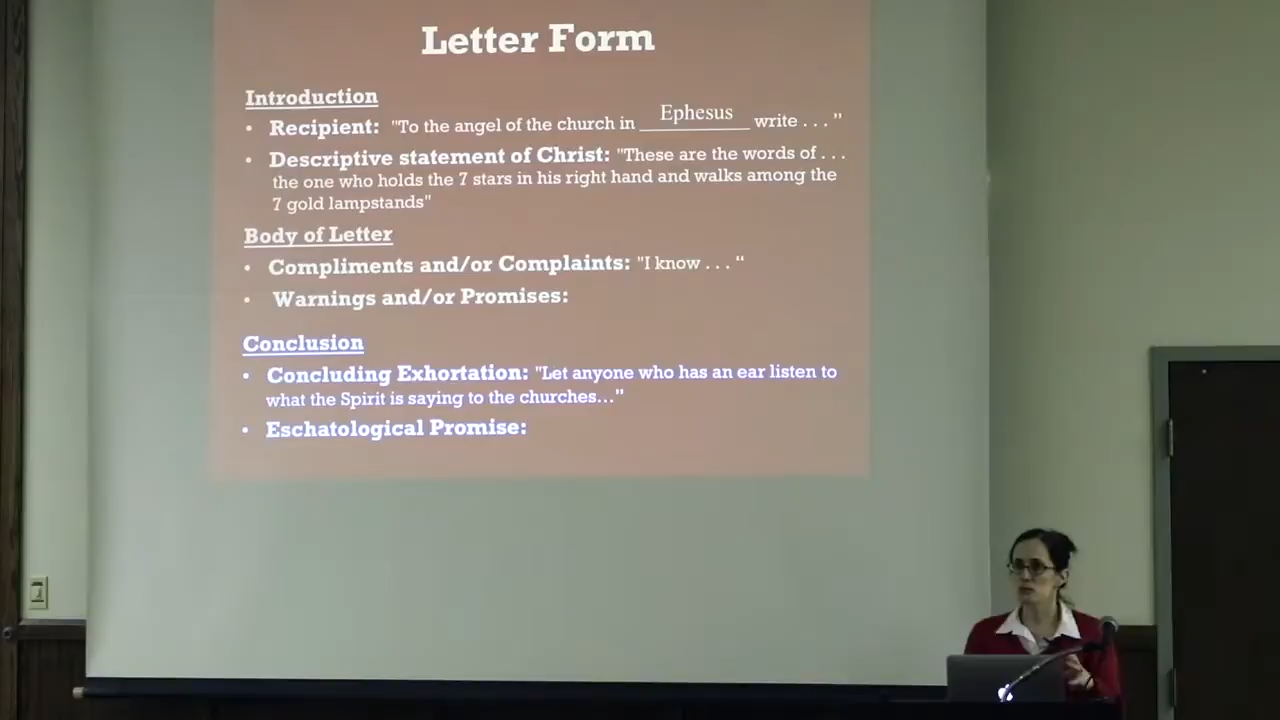 Letter Form
Introduction
• Recipient: "To the angel of the church in Ephesus write . . . ”
• Descriptive statement of Christ: "These are the words of . . .
the one who holds the 7 stars in his right hand and walks among the
7 gold lampstands"
Body of Letter
• Compliments and/or Complaints: "I know . . . “
• Warnings and/or Promises:
Conclusion
• Concluding Exhortation: "Let anyone who has an ear listen to
what the Spirit is saying to the churches…”
• Eschatological Promise: